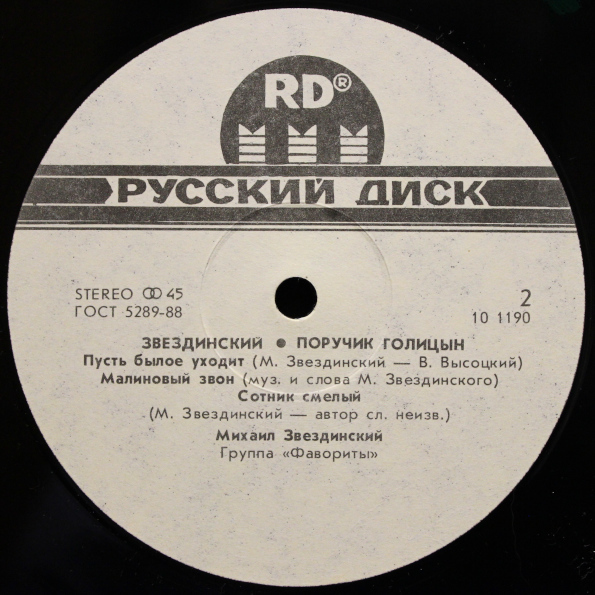 RD®
РУССКИЙ ДИСК
STEREO ꝏ 45
ГОСТ 5289-88
2
10 1190
ЗВЕЗДИНСКИЙ ● ПОРУЧИК ГОЛИЦЫН
Пусть былое уходит (М. Звездинский — В. Высоцкий)
Малиновый звон (муз. и слова М. Звездинского)
Сотник смелый
(М. Звездинский — автор сл. неизв.)
Михаил Звездинский
Группа «Фавориты»